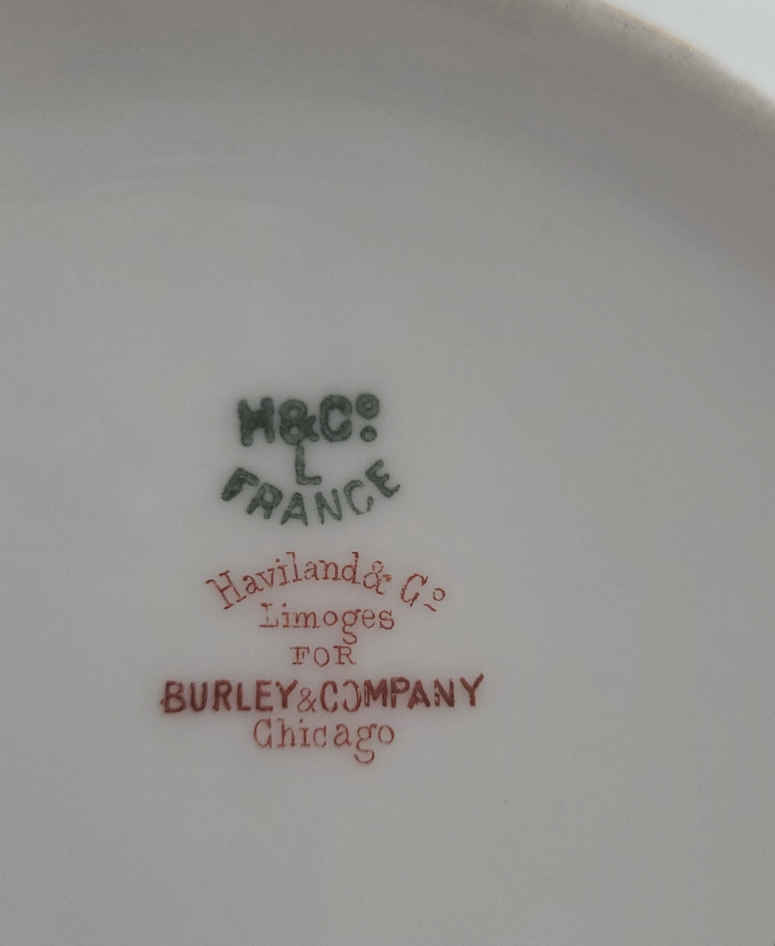 H&Cº
L
FRANCE
Haviland & Cº
Limoges
FOR
BURLEY & COMPANY
Chicago